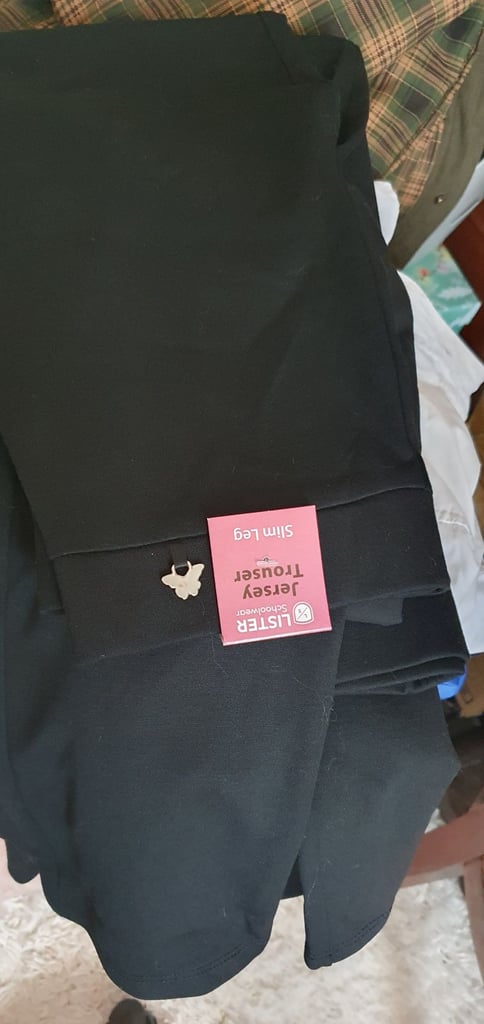 LISTER
Schoolwear
Jersey
Trouser
Slim Leg